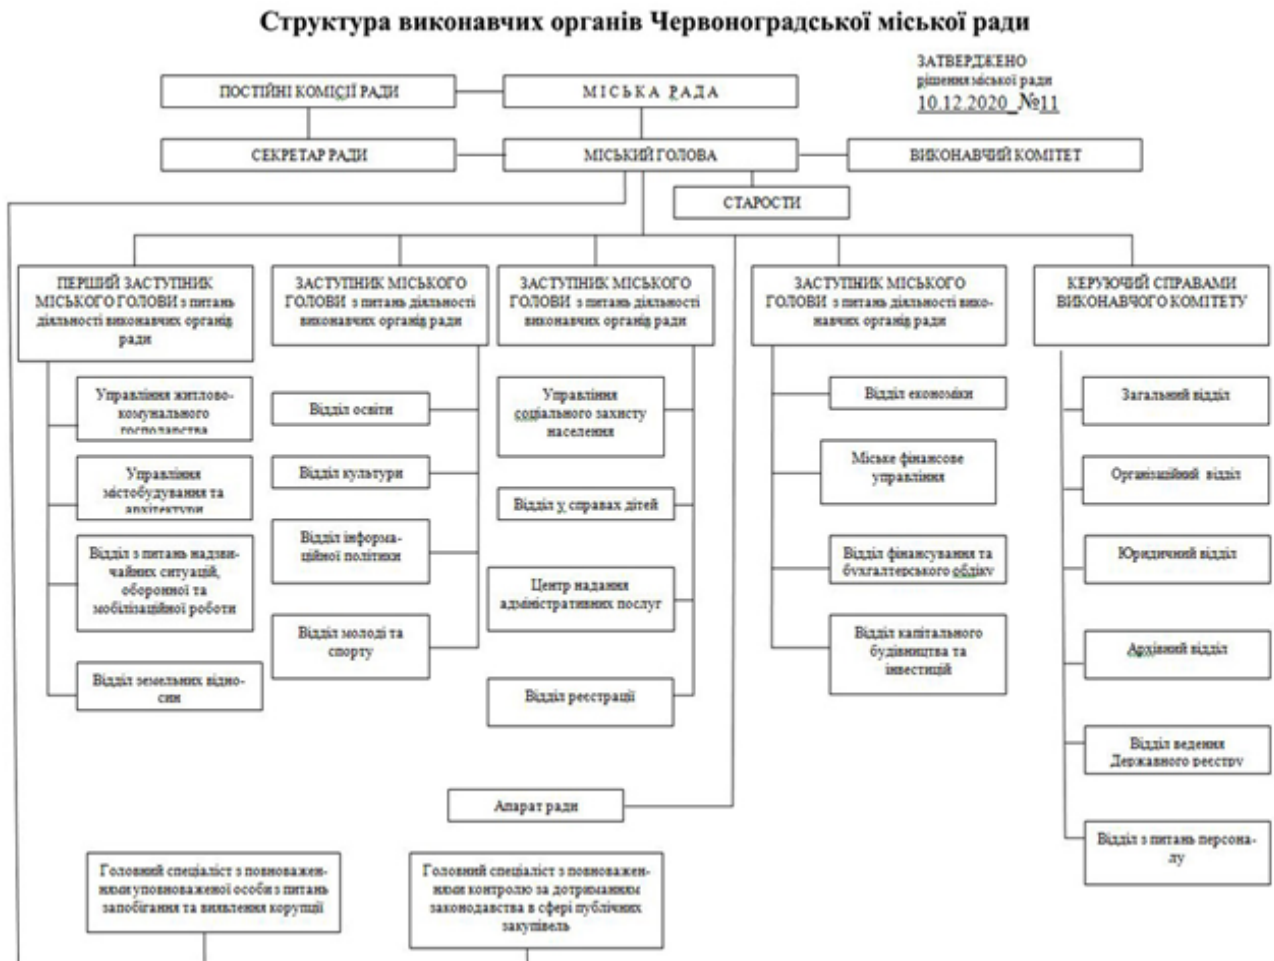 Структура виконавчих органів Червоноградської міської ради
ЗАТВЕРДЖЕНО
рішення міської ради
10.12.2020_№11
ПОСТІЙНІ КОМІСІЇ РАДИ
МІСЬКА РАДА
СЕКРЕТАР РАДИ
МІСЬКИЙ ГОЛОВА
ВИКОНАВЧИЙ КОМІТЕТ
СТАРОСТИ
ПЕРШИЙ ЗАСТУПНИК
МІСЬКОГО ГОЛОВИ з питань
діяльності виконавчих органів
ради
ЗАСТУПНИК МІСЬКОГО
ГОЛОВИ з питань діяльності
виконавчих органів ради
ЗАСТУПНИК МІСЬКОГО
ГОЛОВИ з питань діяльності
виконавчих органів ради
ЗАСТУПНИК МІСЬКОГО
ГОЛОВИ з питань діяльності вико-
навчих органів ради
КЕРУЮЧИЙ СПРАВАМИ
ВИКОНАВЧОГО КОМІТЕТУ
Управління житлово-
комунального
господарства
Управління
містобудування та
архітектури
Відділ з питань надзви-
чайних ситуацій,
оборонної та
мобілізаційної роботи
Відділ земельних відно-
син
Відділ освіти
Відділ культури
Відділ інформа-
ційної політики
Відділ молоді та
спорту
Управління
соціального захисту
населення
Відділ у справах дітей
Центр надання
адміністративних послуг
Відділ реєстрації
Відділ економіки
Міське фінансове
управління
Відділ фінансування та
бухгалтерського обліку
Відділ капітального
будівництва та
інвестицій
Загальний відділ
Організаційний відділ
Юридичний відділ
Архівний відділ
Відділ ведення
Державного реєстру
Відділ з питань персона-
лу
Апарат ради
Головний спеціаліст з повноважен-
нями уповноваженої особи з питань
запобігання та виявлення корупції
Головний спеціаліст з повноважен-
нями контролю за дотриманням
законодавства в сфері публічних
закупівель